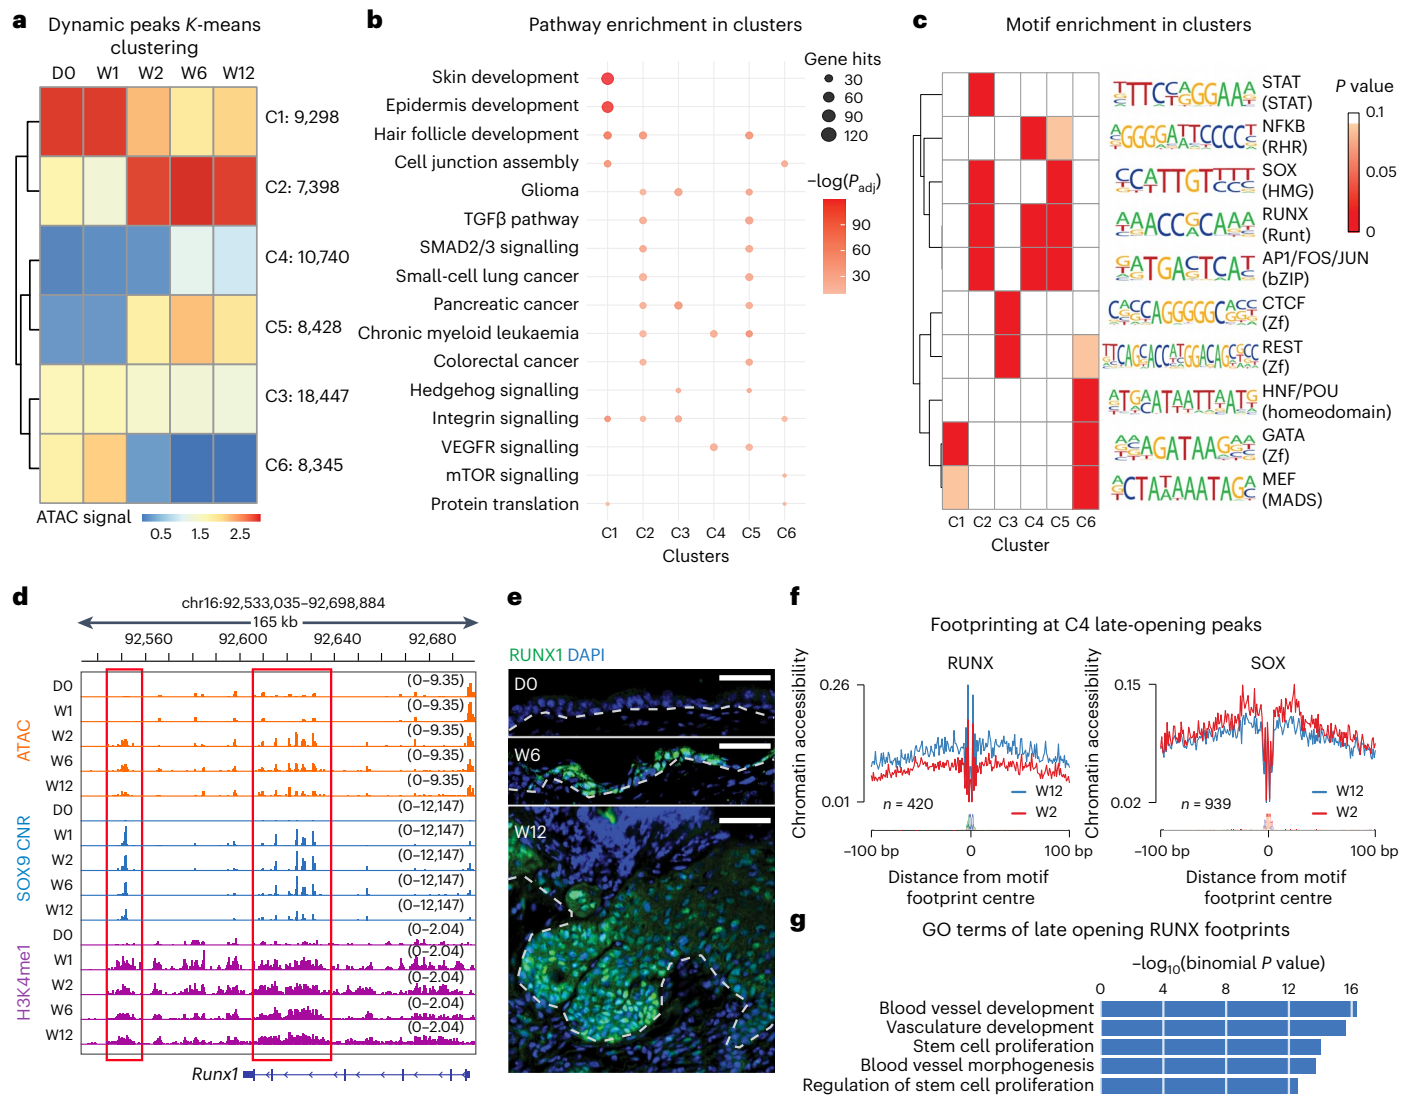 a
Dynamic peaks K-means
clustering
D0 W1 W2 W6 W12
C1: 9,298
C2: 7,398
C4: 10,740
C5: 8,428
C3: 18,447
C6: 8,345
ATAC signal
0.5 1.5 2.5
b
Pathway enrichment in clusters
Skin development
Epidermis development
Hair follicle development
Cell junction assembly
Glioma
TGFβ pathway
SMAD2/3 signalling
Small-cell lung cancer
Pancreatic cancer
Chronic myeloid leukaemia
Colorectal cancer
Hedgehog signalling
Integrin signalling
VEGFR signalling
mTOR signalling
Protein translation
C1 C2 C3 C4 C5 C6
Clusters
Gene hits
30
60
90
120
–log(Padj)
90
60
30
c
Motif enrichment in clusters
STAT
(STAT)
NFKB
(RHR)
SOX
(HMG)
RUNX
(Runt)
AP1/FOS/JUN
(bZIP)
CTCF
(Zf)
REST
(Zf)
HNF/POU
(homeodomain)
GATA
(Zf)
MEF
(MADS)
C1 C2 C3 C4 C5 C6
Cluster
P value
0.1
0.05
0
d
chr16:92,533,035–92,698,884
165 kb
92,560 92,600 92,640 92,680
ATAC
D0 (0–9.35)
W1 (0–9.35)
W2 (0–9.35)
W6 (0–9.35)
W12 (0–9.35)
SOX9 CNR
D0 (0–12,147)
W1 (0–12,147)
W2 (0–12,147)
W6 (0–12,147)
W12 (0–12,147)
H3K4me1
D0 (0–2.04)
W1 (0–2.04)
W2 (0–2.04)
W6 (0–2.04)
W12 (0–2.04)
Runx1
e
RUNX1 DAPI
D0
W6
W12
f
Footprinting at C4 late-opening peaks
RUNX
Chromatin accessibility
0.26
0.01
n = 420
W12
W2
–100 bp 0 100 bp
Distance from motif
footprint centre
SOX
Chromatin accessibility
0.15
0.02
n = 939
W12
W2
–100 bp 0 100 bp
Distance from motif
footprint centre
g
GO terms of late opening RUNX footprints
–log10(binomial P value)
0 4 8 12 16
Blood vessel development
Vasculature development
Stem cell proliferation
Blood vessel morphogenesis
Regulation of stem cell proliferation